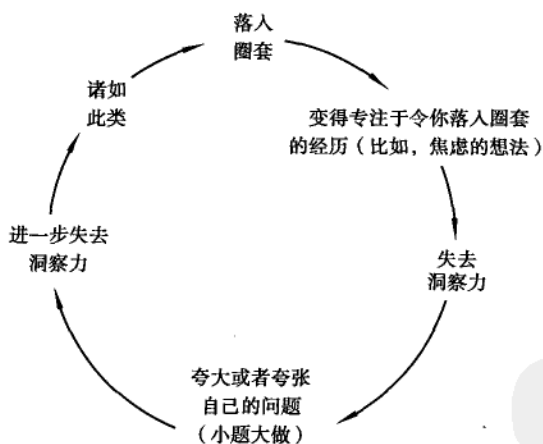 落入
圈套
变得专注于令你落入圈套
的经历（比如，焦虑的想法）
失去
洞察力
夸大或者夸张
自己的问题
（小题大做）
进一步失去
洞察力
诸如
此类